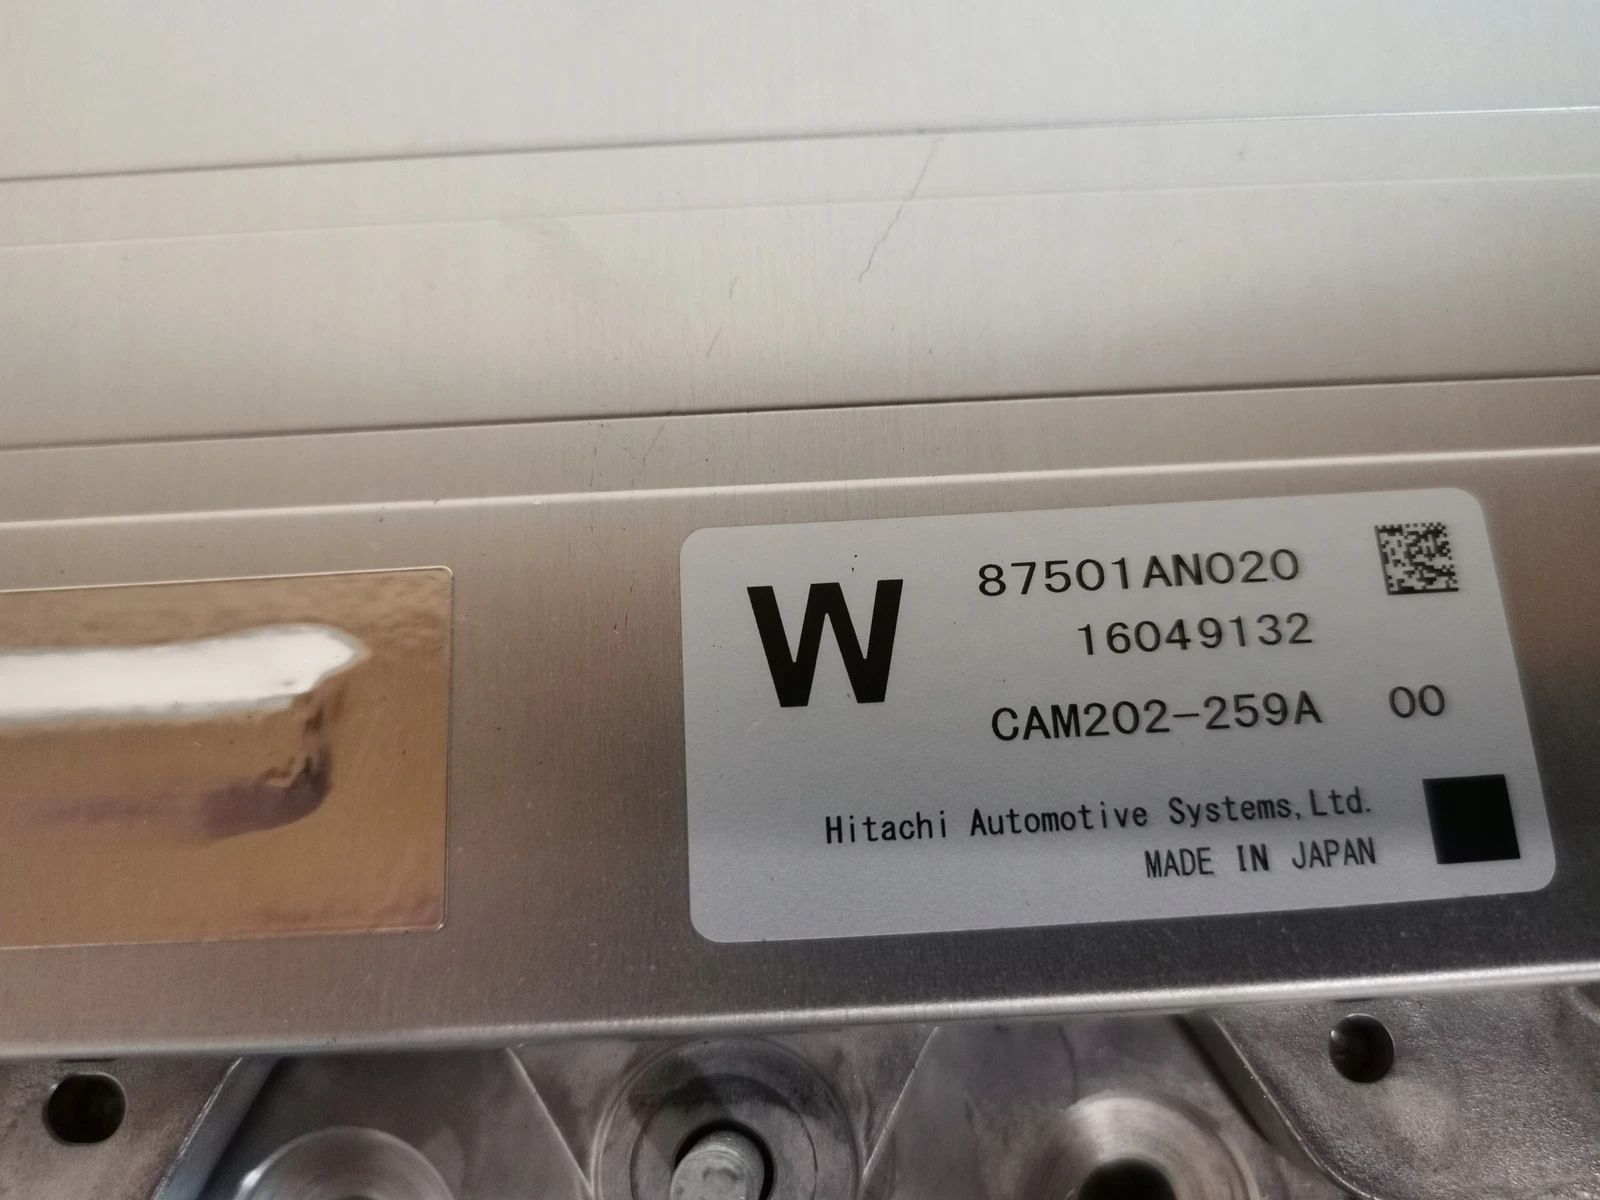 W
87501AN020
16049132
CAM202-259A 00
Hitachi Automotive Systems,Ltd.
MADE IN JAPAN